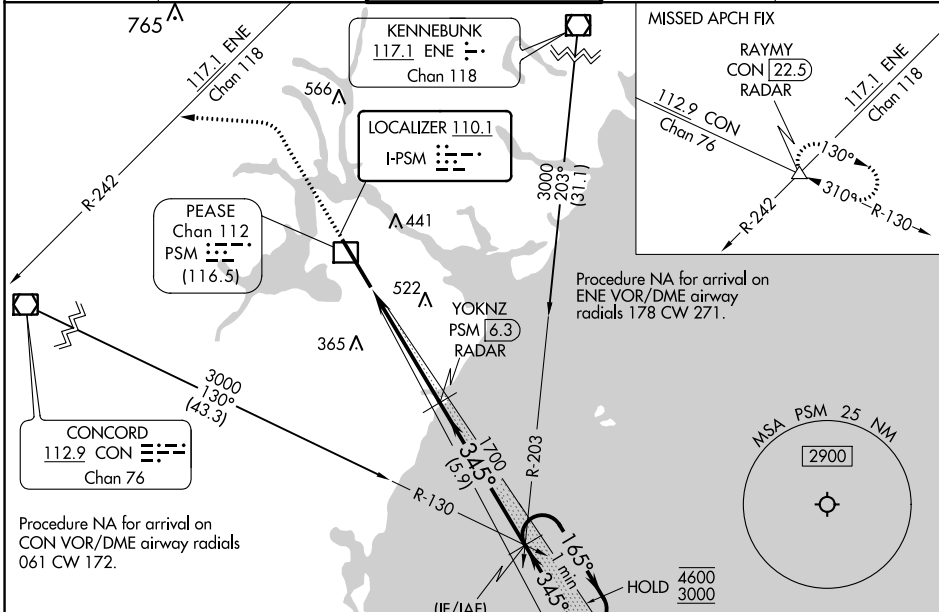 765
117.1 ENE
Chan 118
R-242
KENNEBUNK
117.1 ENE
Chan 118
566
LOCALIZER 110.1
I-PSM
3000
203°
(31.1)
PEASE
Chan 112
PSM
(116.5)
441
522
365
YOKNZ
PSM 6.3
RADAR
MISSED APCH FIX
RAYMY
CON 22.5
RADAR
112.9 CON
Chan 76
117.1 ENE
Chan 118
130°
310°
R-130
R-242
Procedure NA for arrival on
ENE VOR/DME airway
radials 178 CW 271.
3000
130°
(43.3)
CONCORD
112.9 CON
Chan 76
R-130
R-203
1700
345°
(5.9)
MSA PSM 25 NM
2900
Procedure NA for arrival on
CON VOR/DME airway radials
061 CW 172.
165°
1 min
345°
HOLD 4600
3000
(IF/IAF)